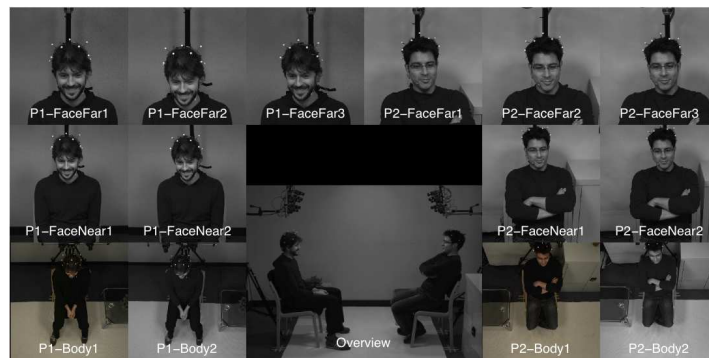 P1-FaceFar1 P1-FaceFar2 P1-FaceFar3 P2-FaceFar1 P2-FaceFar2 P2-FaceFar3
P1-FaceNear1 P1-FaceNear2 P2-FaceNear1 P2-FaceNear2
P1-Body1 P1-Body2 Overview P2-Body1 P2-Body2